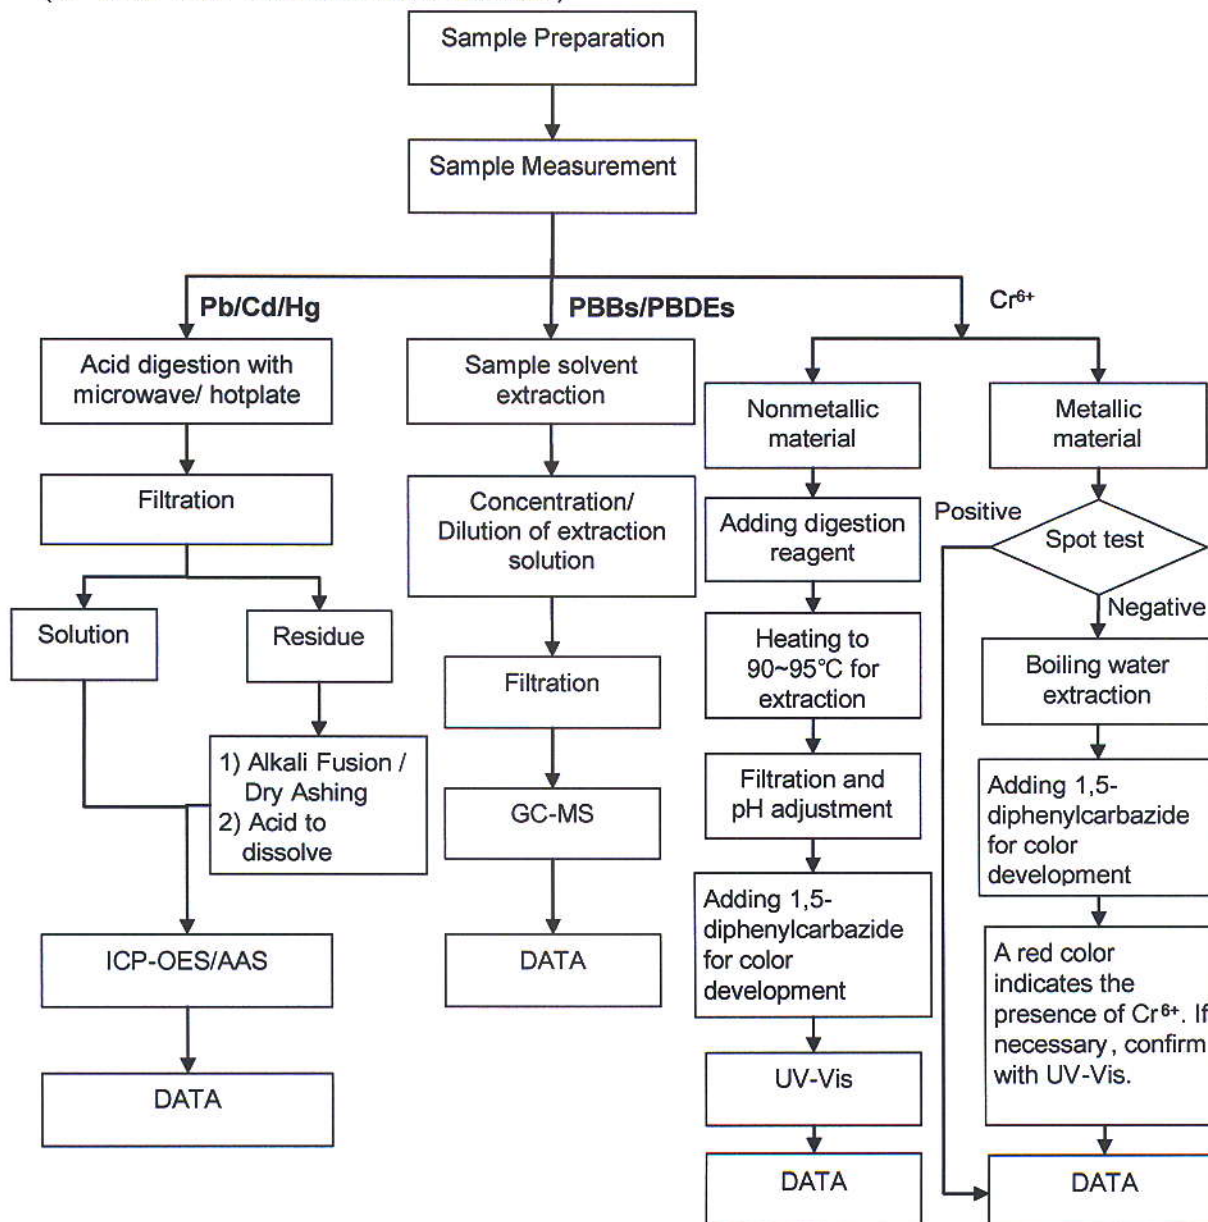 Sample Preparation
Sample Measurement
Pb/Cd/Hg
PBBs/PBDEs
Cr⁶⁺
Acid digestion with
microwave/ hotplate
Filtration
Solution
Residue
1) Alkali Fusion /
Dry Ashing
2) Acid to
dissolve
ICP-OES/AAS
DATA
Sample solvent
extraction
Concentration/
Dilution of extraction
solution
Filtration
GC-MS
DATA
Nonmetallic
material
Adding digestion
reagent
Heating to
90~95℃ for
extraction
Filtration and
pH adjustment
Adding 1,5-
diphenylcarbazide
for color
development
UV-Vis
DATA
Metallic
material
Positive
Spot test
Negative
Boiling water
extraction
Adding 1,5-
diphenylcarbazide
for color
development
A red color
indicates the
presence of Cr⁶⁺. If
necessary, confirm
with UV-Vis.
DATA